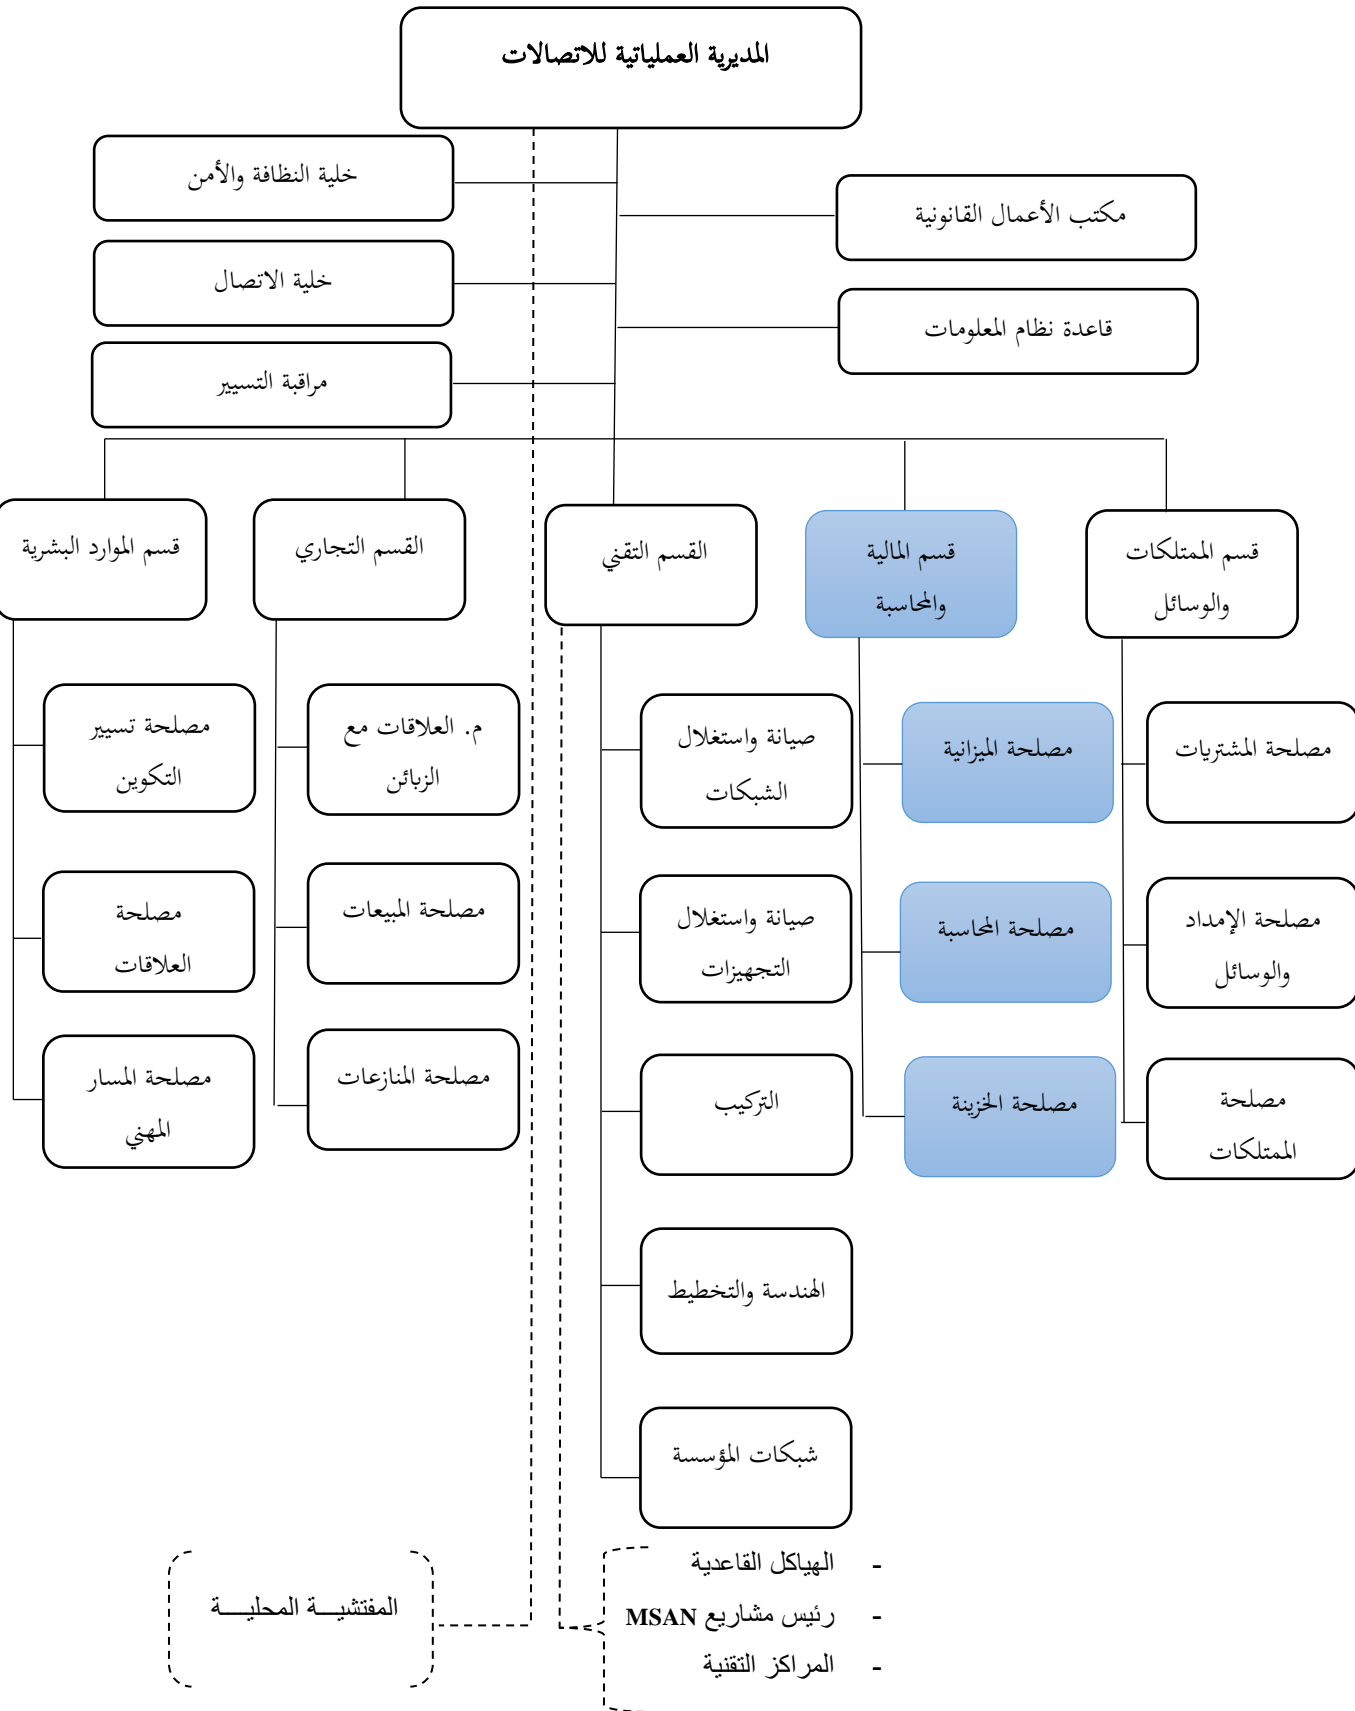 المديرية العملياتية للاتصالات
خلية النظافة والأمن
مكتب الأعمال القانونية
خلية الاتصال
قاعدة نظام المعلومات
مراقبة التسيير
قسم الممتلكات
والوسائل
قسم المالية
والمحاسبة
القسم التقني
القسم التجاري
قسم الموارد البشرية
مصلحة المشتريات
مصلحة الإمداد
والوسائل
مصلحة
الممتلكات
مصلحة الميزانية
مصلحة المحاسبة
مصلحة الخزينة
صيانة واستغلال
الشبكات
صيانة واستغلال
التجهيزات
التركيب
الهندسة والتخطيط
شبكات المؤسسة
م. العلاقات مع
الزبائن
مصلحة المبيعات
مصلحة المنازعات
مصلحة تسيير
التكوين
مصلحة
العلاقات
مصلحة المسار
المهني
- الهياكل القاعدية
- رئيس مشاريع MSAN
- المراكز التقنية
المفتشيــة المحليــــة